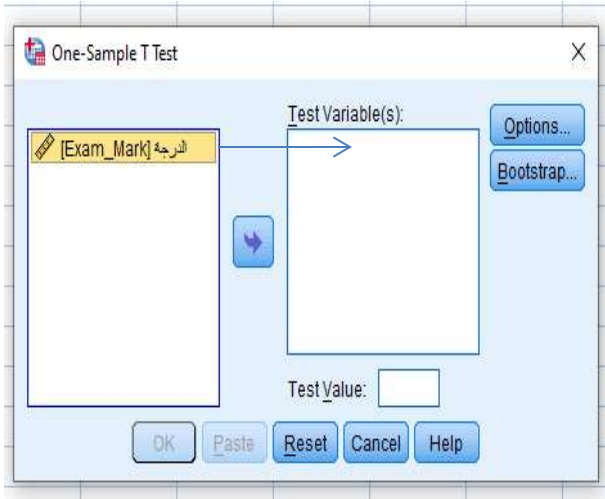 One-Sample T Test
Test Variable(s):
الدرجة [Exam_Mark]
Options...
Bootstrap...
Test Value:
OK Paste Reset Cancel Help